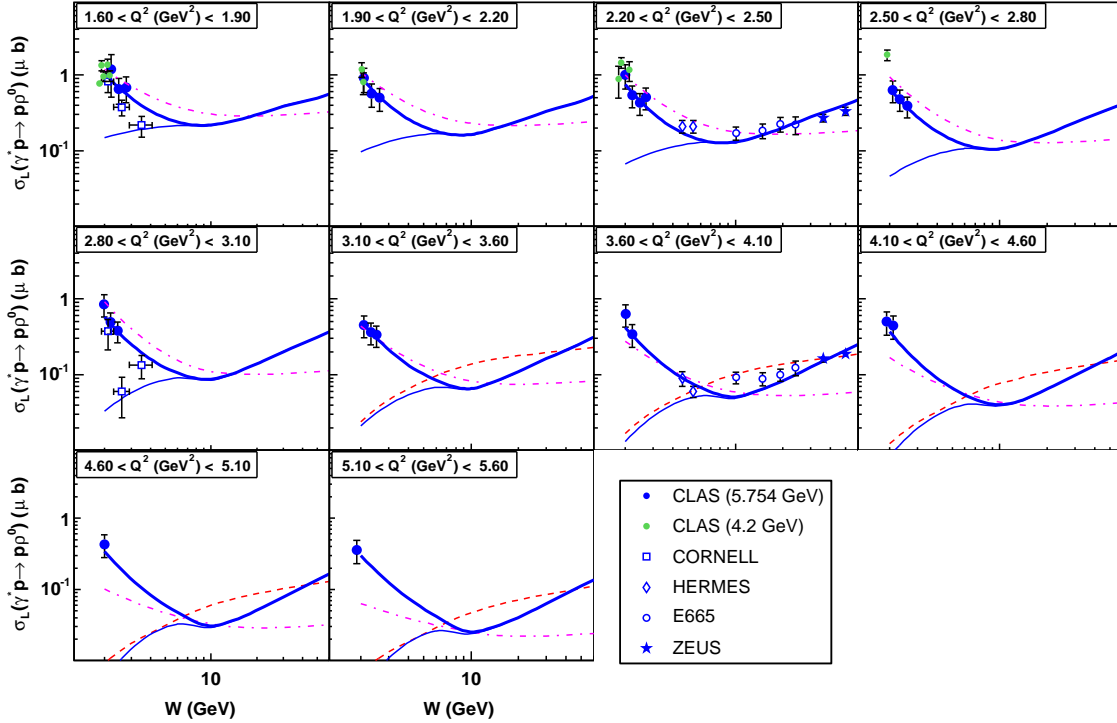 1.60 < Q² (GeV²) < 1.90
1.90 < Q² (GeV²) < 2.20
2.20 < Q² (GeV²) < 2.50
2.50 < Q² (GeV²) < 2.80
σ_L(γ*p→ pρ⁰) (μ b)
1
10⁻¹
2.80 < Q² (GeV²) < 3.10
3.10 < Q² (GeV²) < 3.60
3.60 < Q² (GeV²) < 4.10
4.10 < Q² (GeV²) < 4.60
σ_L(γ*p→ pρ⁰) (μ b)
1
10⁻¹
4.60 < Q² (GeV²) < 5.10
5.10 < Q² (GeV²) < 5.60
σ_L(γ*p→ pρ⁰) (μ b)
1
10⁻¹
10
10
W (GeV)
W (GeV)
CLAS (5.754 GeV)
CLAS (4.2 GeV)
CORNELL
HERMES
E665
ZEUS